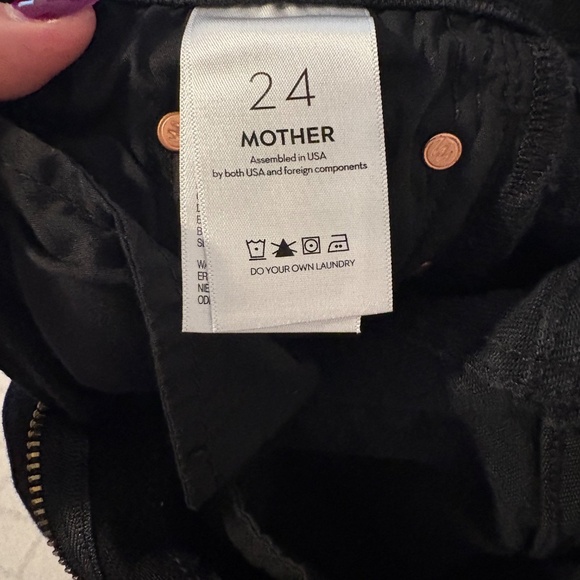 24
MOTHER
Assembled in USA
by both USA and foreign components
DO YOUR OWN LAUNDRY